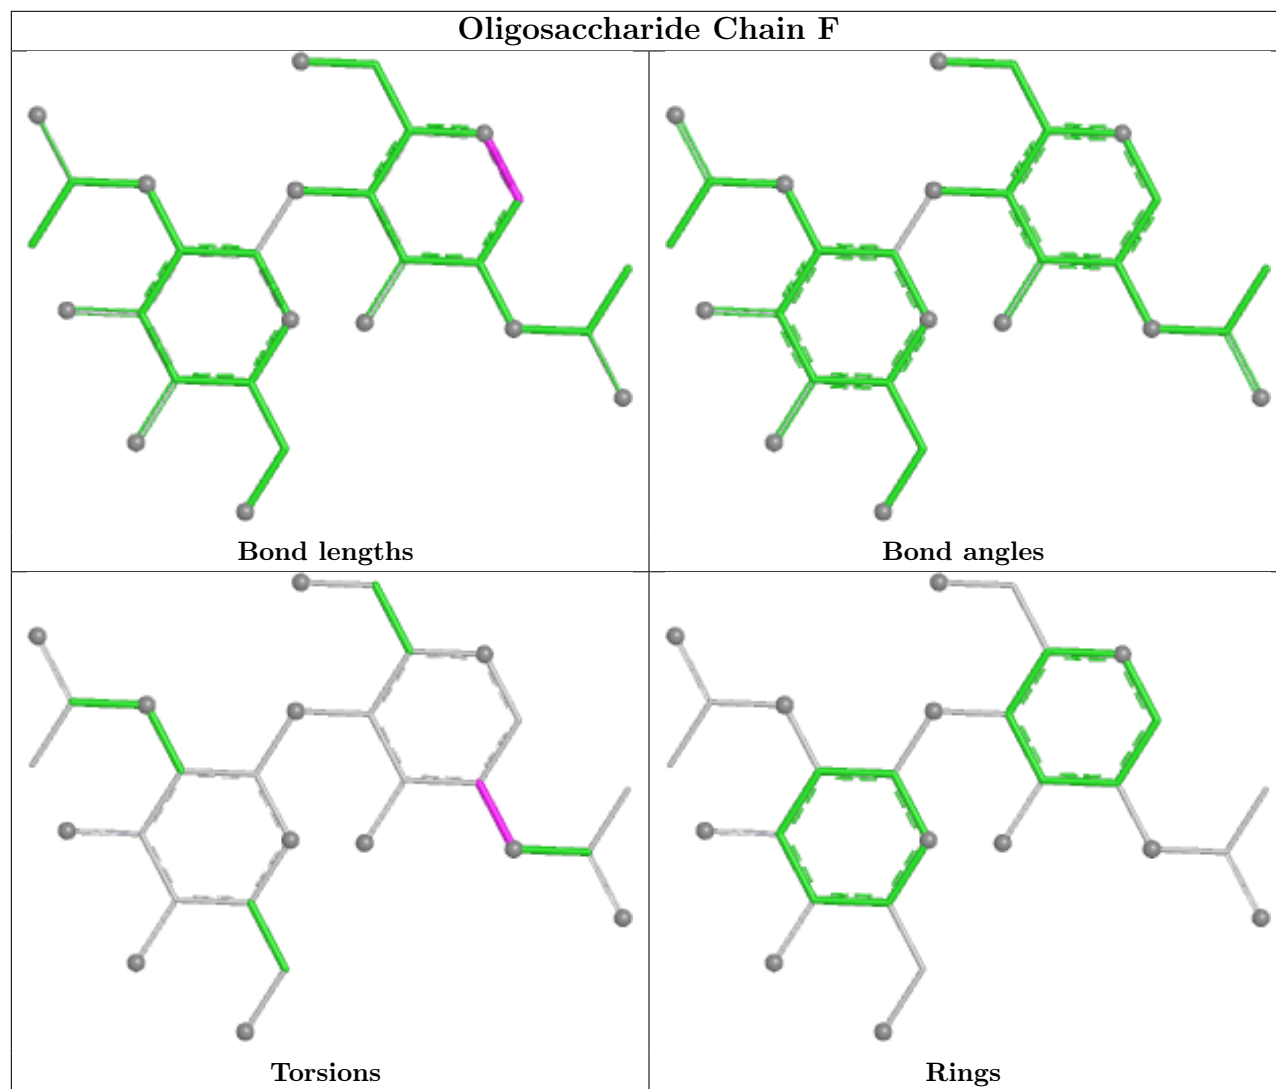 Oligosaccharide Chain F
Bond lengths
Bond angles
Torsions
Rings